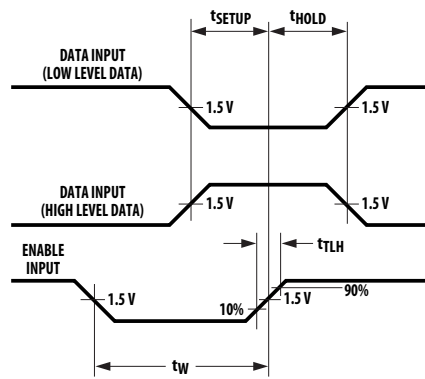 tSETUP
tHOLD
DATA INPUT
(LOW LEVEL DATA)
1.5 V
1.5 V
DATA INPUT
(HIGH LEVEL DATA)
1.5 V
1.5 V
ENABLE
INPUT
tTLH
1.5 V
10%
1.5 V
90%
tW